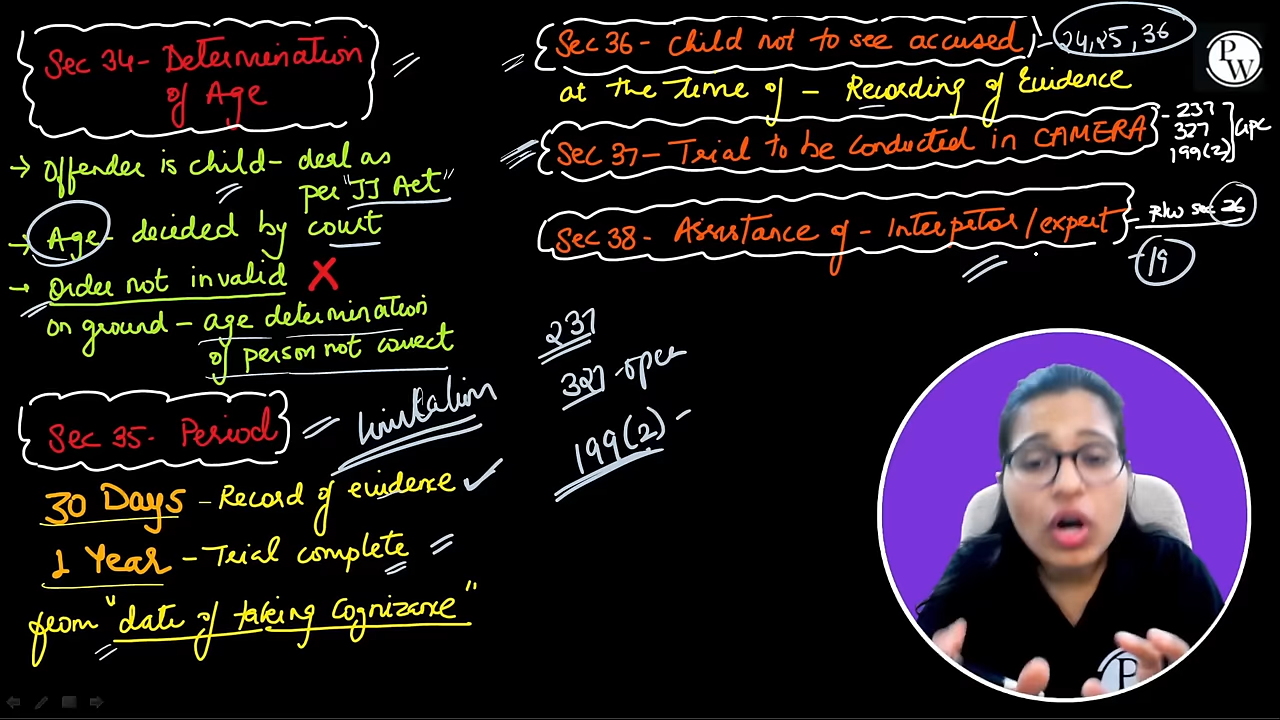 Sec 34 - Determination
of Age
→ Offender is child - deal as
per "JJ Act"
→ Age - decided by court
→ Order not invalid X
on ground - age determination
of person not correct
Sec 35 - Period
limitation
30 Days - Record of evidence
1 Year - Trial complete
from "date of taking Cognizance"
Sec 36 - Child not to see accused - 24, 25, 36
at the time of - Recording of Evidence
Sec 37 - Trial to be conducted in CAMERA - 237
327
199(2)
CrPC
Sec 38 - Assistance of - Interpetor/expert - R/w sec 26
- 19
237
327 - open
199(2) -
PW
P